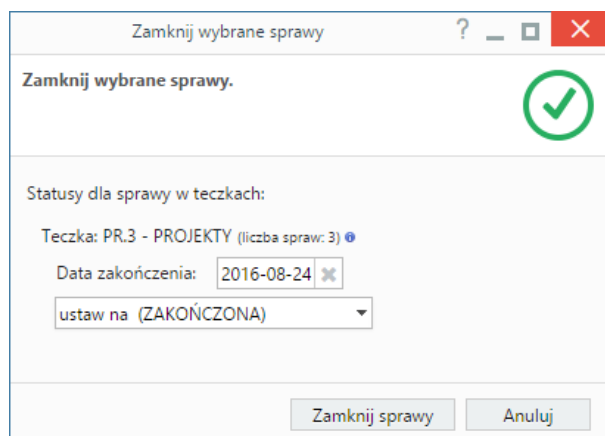 Zamknij wybrane sprawy
?
Zamknij wybrane sprawy.
Statusy dla sprawy w teczkach:
Teczka: PR.3 - PROJEKTY (liczba spraw: 3)
Data zakończenia: 2016-08-24
ustaw na (ZAKOŃCZONA)
Zamknij sprawy Anuluj